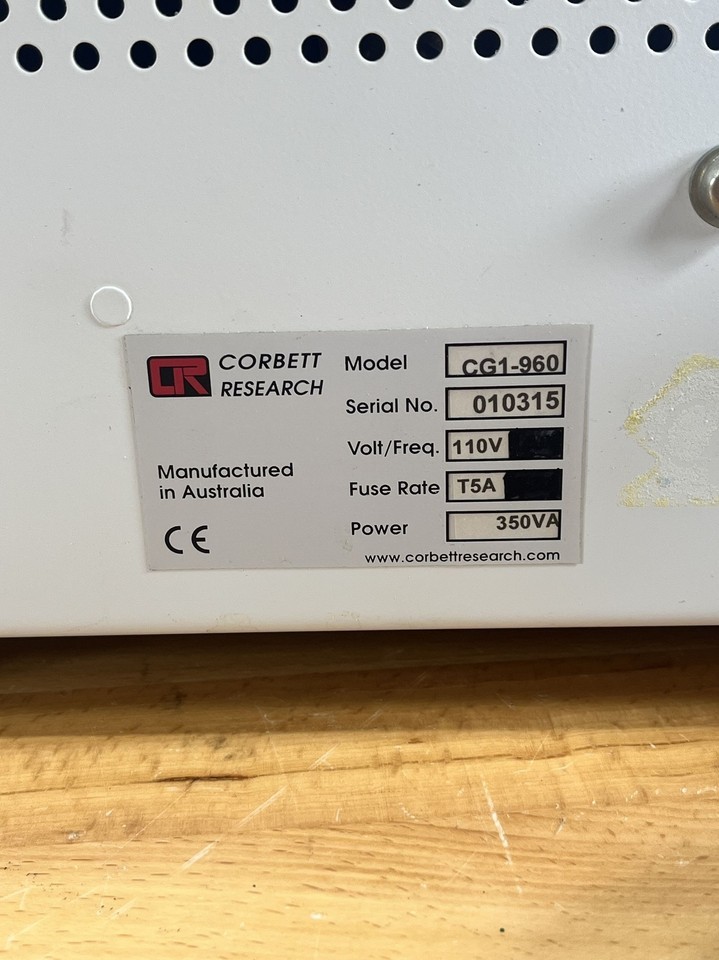 CR CORBETT
RESEARCH
Manufactured
in Australia
CE
Model CG1-960
Serial No. 010315
Volt/Freq. 110V
Fuse Rate T5A
Power 350VA
www.corbettresearch.com